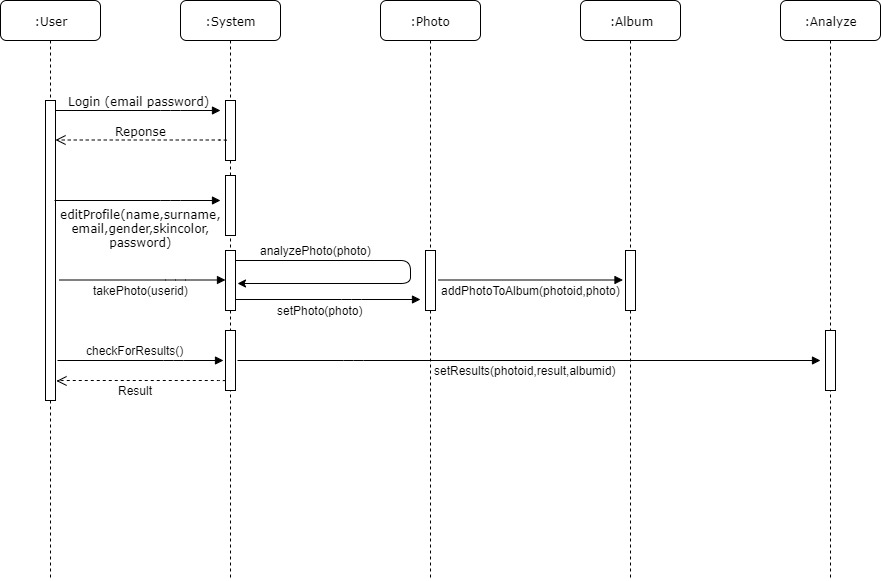 :User
:System
:Photo
:Album
:Analyze
Login (email password)
Reponse
editProfile(name,surname,
email,gender,skincolor,
password)
analyzePhoto(photo)
takePhoto(userid)
addPhotoToAlbum(photoid,photo)
setPhoto(photo)
checkForResults()
setResults(photoid,result,albumid)
Result